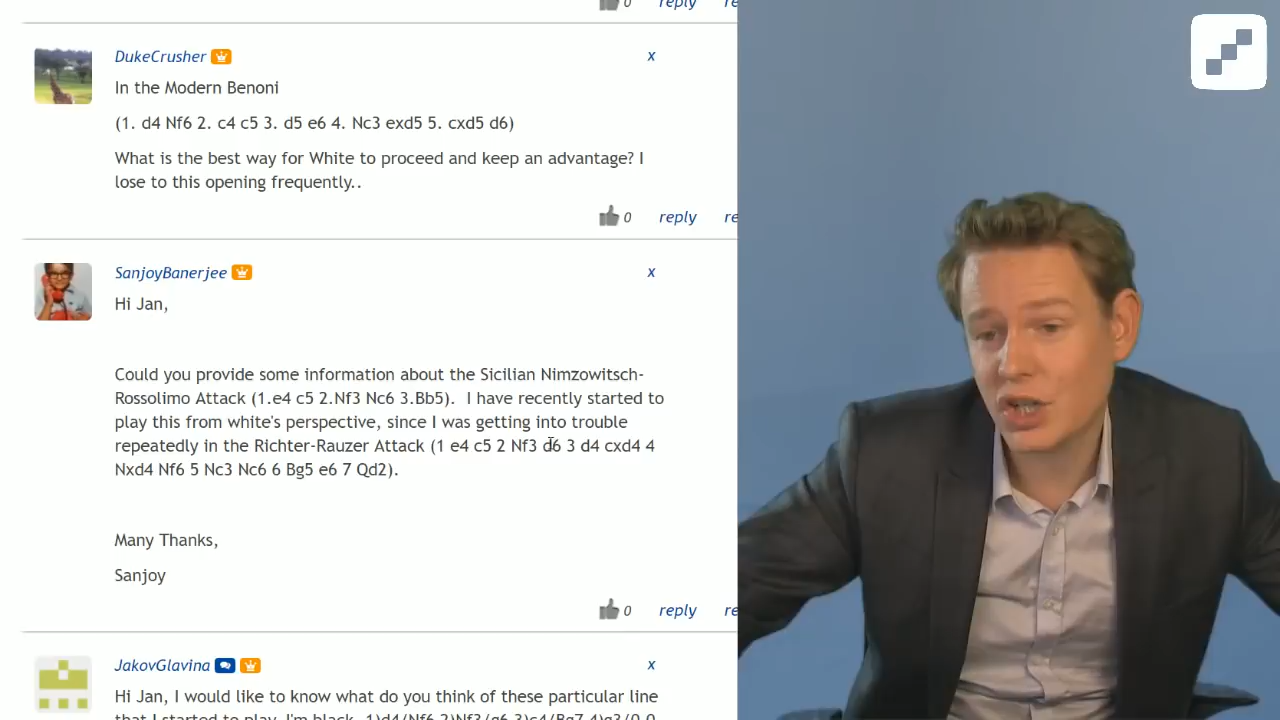 0 reply
DukeCrusher
x
In the Modern Benoni
(1. d4 Nf6 2. c4 c5 3. d5 e6 4. Nc3 exd5 5. cxd5 d6)
What is the best way for White to proceed and keep an advantage? I
lose to this opening frequently..
0 reply re
SanjoyBanerjee
x
Hi Jan,
Could you provide some information about the Sicilian Nimzowitsch-
Rossolimo Attack (1.e4 c5 2.Nf3 Nc6 3.Bb5). I have recently started to
play this from white's perspective, since I was getting into trouble
repeatedly in the Richter-Rauzer Attack (1 e4 c5 2 Nf3 d6 3 d4 cxd4 4
Nxd4 Nf6 5 Nc3 Nc6 6 Bg5 e6 7 Qd2).
Many Thanks,
Sanjoy
0 reply re
JakovGlavina
x
Hi Jan, I would like to know what do you think of these particular line
that I started to play. I'm black. 1)d4/Nf6 2)Nf3/g6 3)c4/Bg7 4)g3/0-0